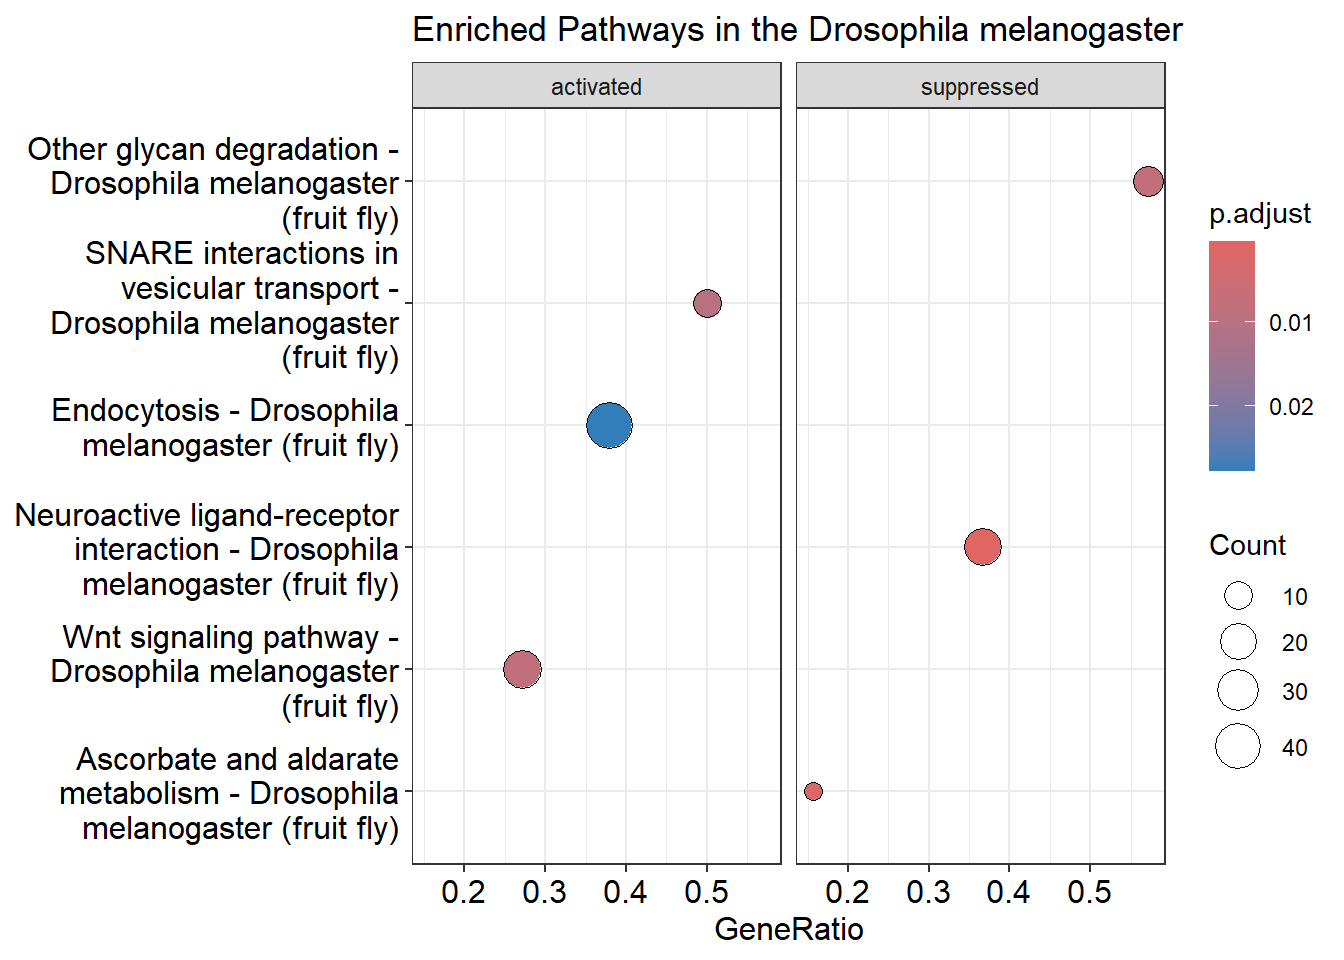 Enriched Pathways in the Drosophila melanogaster
activated
suppressed
Other glycan degradation -
Drosophila melanogaster
(fruit fly)
SNARE interactions in
vesicular transport -
Drosophila melanogaster
(fruit fly)
Endocytosis - Drosophila
melanogaster (fruit fly)
Neuroactive ligand-receptor
interaction - Drosophila
melanogaster (fruit fly)
Wnt signaling pathway -
Drosophila melanogaster
(fruit fly)
Ascorbate and aldarate
metabolism - Drosophila
melanogaster (fruit fly)
0.2 0.3 0.4 0.5
0.2 0.3 0.4 0.5
GeneRatio
p.adjust
0.01
0.02
Count
10
20
30
40